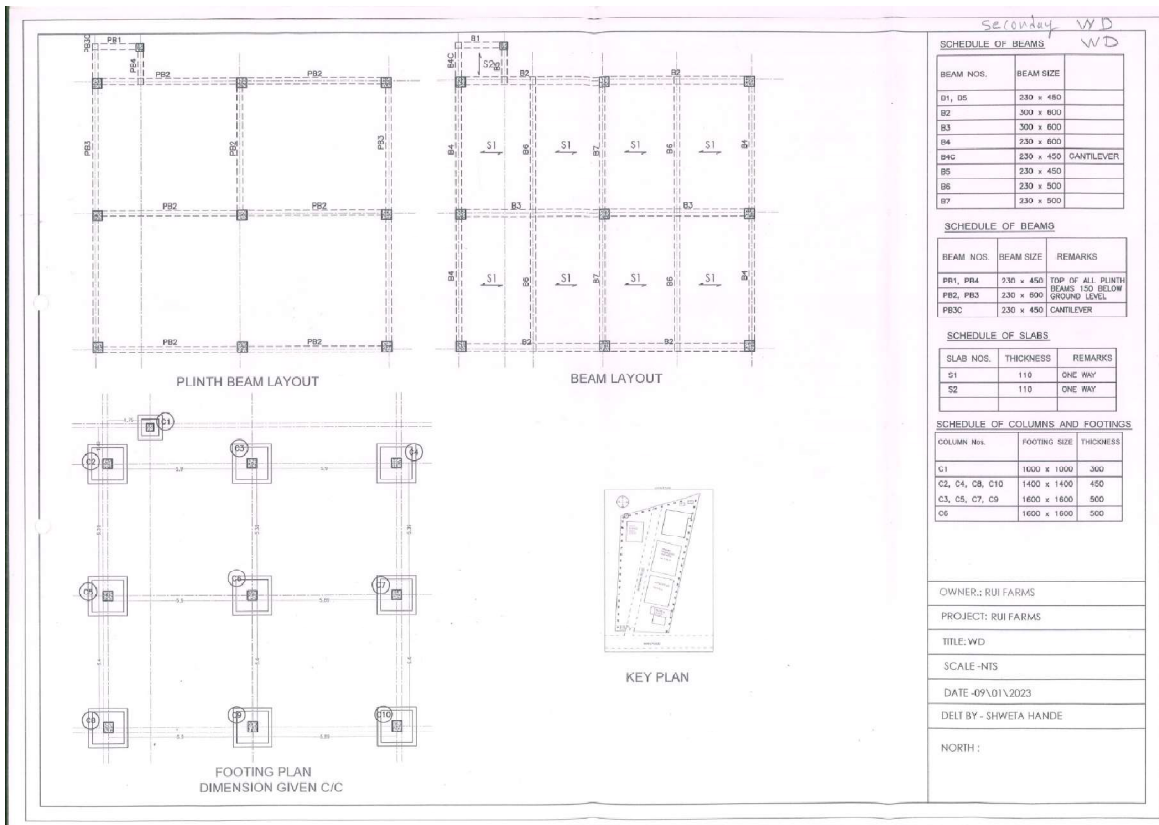 Seconday WD
WD
PB3C
PB1
PB4
PB2
PB2
PB3
PB2
PB3
PB2
PB2
PB2
PB2
PLINTH BEAM LAYOUT
B1
B4C
S2
B5
B2
B2
B4
S1
B6
S1
B7
S1
B6
S1
B4
B3
B3
B4
S1
B6
S1
B7
S1
B6
S1
B4
B2
B2
BEAM LAYOUT
C1
C2
C3
C4
C6
C7
C9
C10
FOOTING PLAN
DIMENSION GIVEN C/C
KEY PLAN
SCHEDULE OF BEAMS
BEAM NOS. BEAM SIZE
B1, B5 230 x 450
B2 300 x 600
B3 300 x 600
B4 230 x 600
B4C 230 x 450 CANTILEVER
B5 230 x 450
B6 230 x 500
B7 230 x 500
SCHEDULE OF BEAMS
BEAM NOS. BEAM SIZE REMARKS
PB1, PB4 230 x 450 TOP OF ALL PLINTH
PB2, PB3 230 x 600 BEAMS 150 BELOW
GROUND LEVEL
PB3C 230 x 450 CANTILEVER
SCHEDULE OF SLABS
SLAB NOS. THICKNESS REMARKS
S1 110 ONE WAY
S2 110 ONE WAY
SCHEDULE OF COLUMNS AND FOOTINGS
COLUMN Nos. FOOTING SIZE THICKNESS
C1 1000 x 1000 300
C2, C4, C8, C10 1400 x 1400 450
C3, C5, C7, C9 1600 x 1600 500
C6 1600 x 1600 500
OWNER.: RUI FARMS
PROJECT: RUI FARMS
TITLE: WD
SCALE -NTS
DATE -09\01\2023
DELT BY - SHWETA HANDE
NORTH :